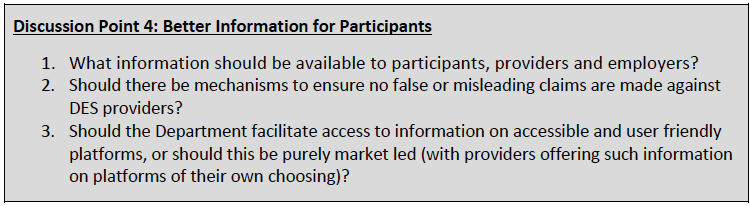 Discussion Point 4: Better Information for Participants
1. What information should be available to participants, providers and employers?
2. Should there be mechanisms to ensure no false or misleading claims are made against
DES providers?
3. Should the Department facilitate access to information on accessible and user friendly
platforms, or should this be purely market led (with providers offering such information
on platforms of their own choosing)?